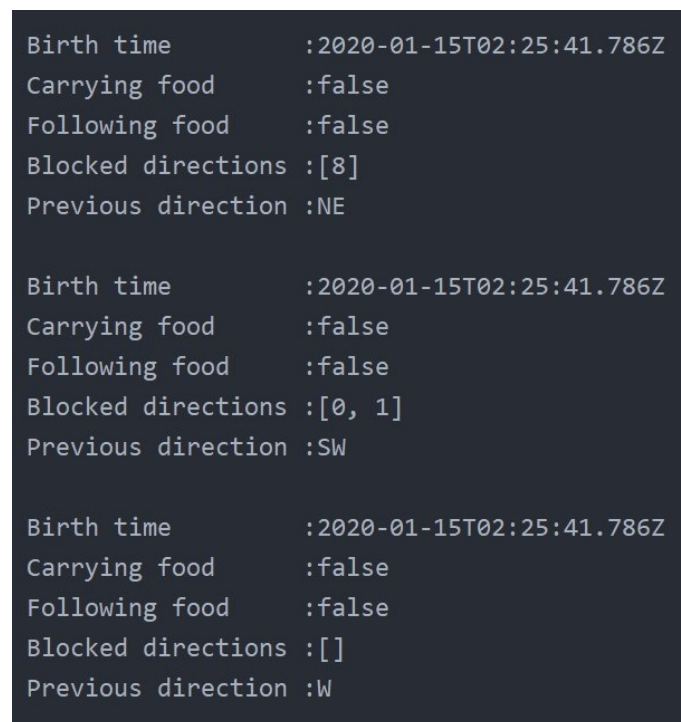 Birth time :2020-01-15T02:25:41.786Z
Carrying food :false
Following food :false
Blocked directions :[8]
Previous direction :NE
Birth time :2020-01-15T02:25:41.786Z
Carrying food :false
Following food :false
Blocked directions :[0, 1]
Previous direction :SW
Birth time :2020-01-15T02:25:41.786Z
Carrying food :false
Following food :false
Blocked directions :[]
Previous direction :W